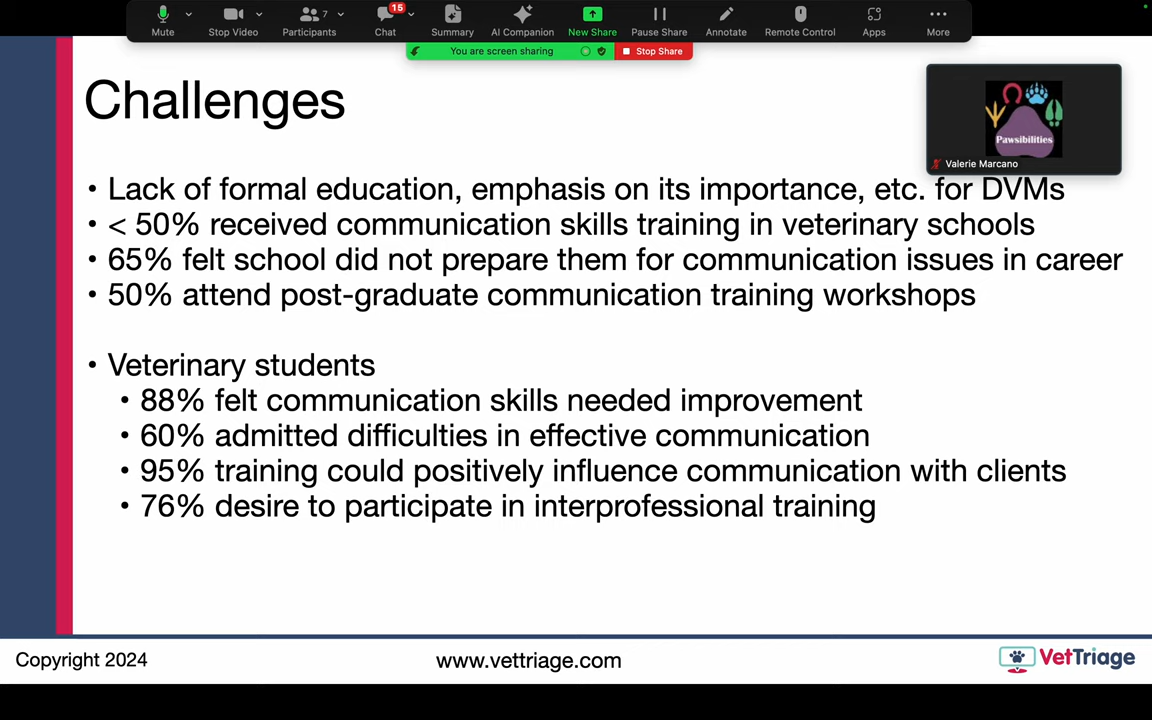 15
7
Mute
Stop Video
Participants
Chat
Summary
AI Companion
New Share
Pause Share
Annotate
Remote Control
Apps
More
You are screen sharing
Stop Share
Challenges
Pawsibilities
Valerie Marcano
• Lack of formal education, emphasis on its importance, etc. for DVMs
• < 50% received communication skills training in veterinary schools
• 65% felt school did not prepare them for communication issues in career
• 50% attend post-graduate communication training workshops
• Veterinary students
• 88% felt communication skills needed improvement
• 60% admitted difficulties in effective communication
• 95% training could positively influence communication with clients
• 76% desire to participate in interprofessional training
Copyright 2024
www.vettriage.com
VetTriage